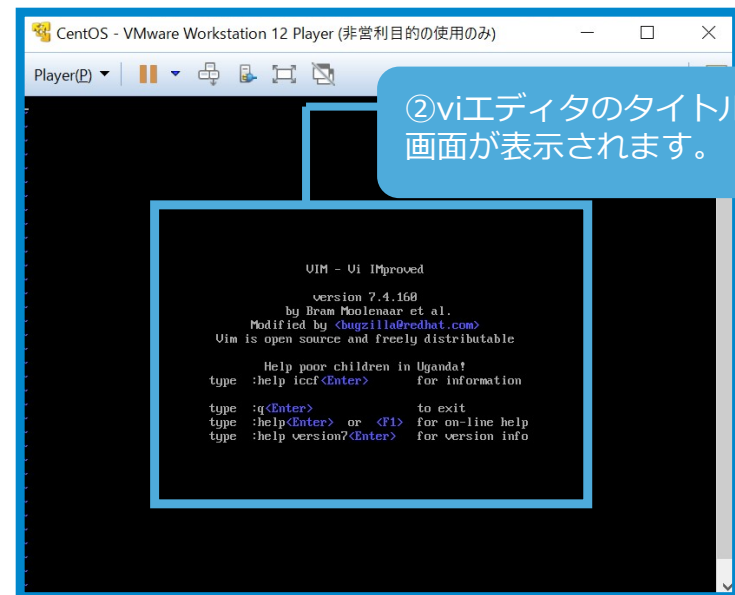 CentOS - VMware Workstation 12 Player (非営利目的の使用のみ)
Player(P)
②viエディタのタイトル
画面が表示されます。
VIM - Vi IMproved
version 7.4.160
by Bram Moolenaar et al.
Modified by <bugzilla@redhat.com>
Vim is open source and freely distributable
Help poor children in Uganda!
type :help iccf<Enter> for information
type :q<Enter> to exit
type :help<Enter> or <F1> for on-line help
type :help version7<Enter> for version info